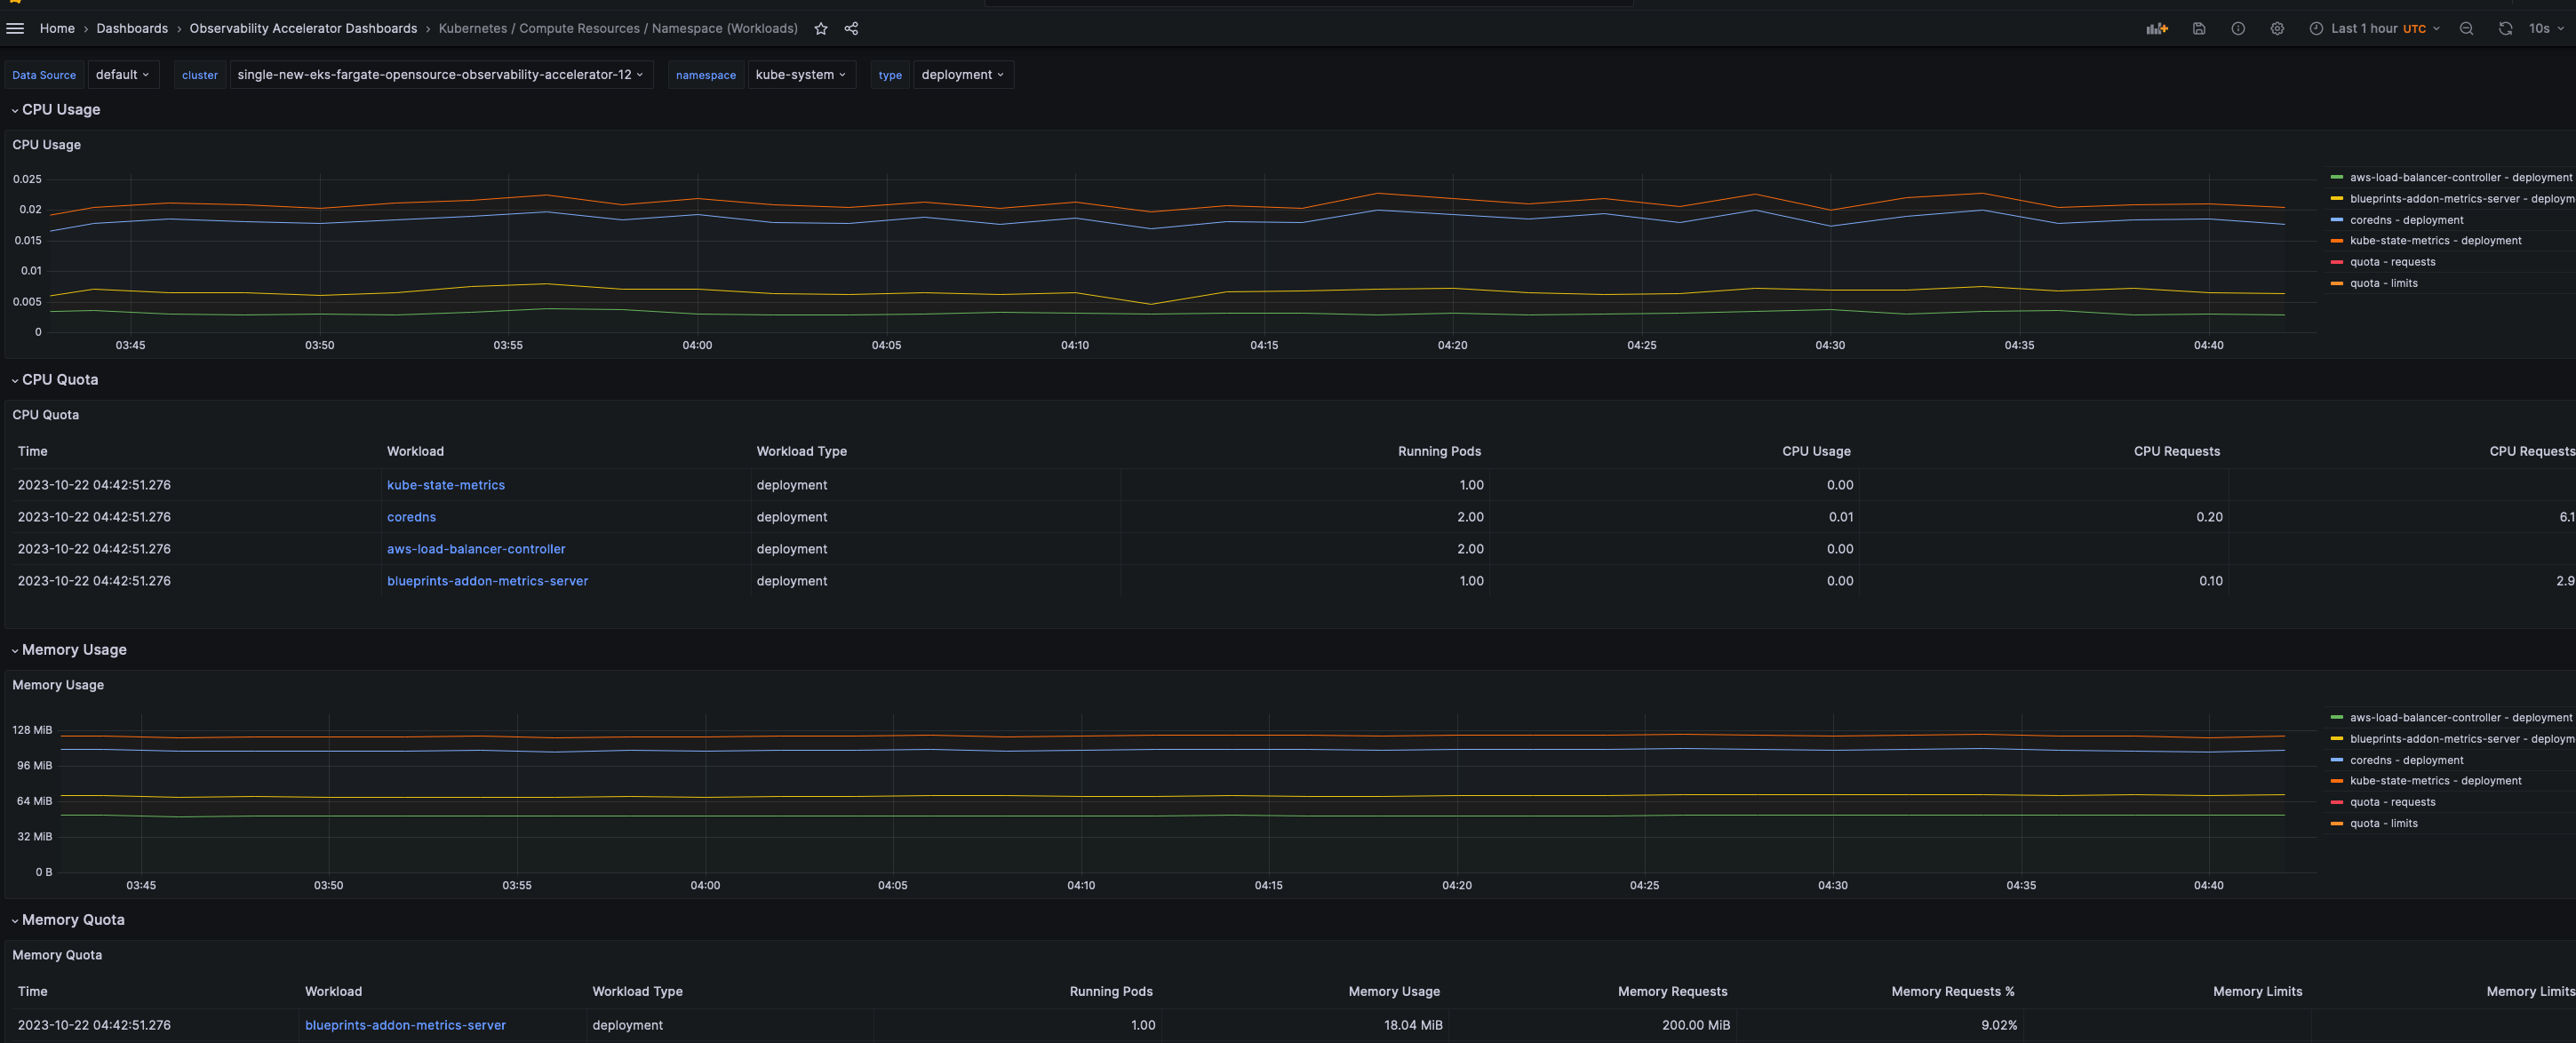 Home › Dashboards › Observability Accelerator Dashboards › Kubernetes / Compute Resources / Namespace (Workloads) Last 1 hour UTC 10s
Data Source default cluster single-new-eks-fargate-opensource-observability-accelerator-12 namespace kube-system type deployment
CPU Usage
CPU Usage
0.025
0.02
0.015
0.01
0.005
0
03:45 03:50 03:55 04:00 04:05 04:10 04:15 04:20 04:25 04:30 04:35 04:40
aws-load-balancer-controller - deployment
blueprints-addon-metrics-server - deploym
coredns - deployment
kube-state-metrics - deployment
quota - requests
quota - limits
CPU Quota
CPU Quota
Time Workload Workload Type Running Pods CPU Usage CPU Requests CPU Requests
2023-10-22 04:42:51.276 kube-state-metrics deployment 1.00 0.00
2023-10-22 04:42:51.276 coredns deployment 2.00 0.01 0.20 6.1
2023-10-22 04:42:51.276 aws-load-balancer-controller deployment 2.00 0.00
2023-10-22 04:42:51.276 blueprints-addon-metrics-server deployment 1.00 0.00 0.10 2.9
Memory Usage
Memory Usage
128 MiB
96 MiB
64 MiB
32 MiB
0 B
03:45 03:50 03:55 04:00 04:05 04:10 04:15 04:20 04:25 04:30 04:35 04:40
aws-load-balancer-controller - deployment
blueprints-addon-metrics-server - deploym
coredns - deployment
kube-state-metrics - deployment
quota - requests
quota - limits
Memory Quota
Memory Quota
Time Workload Workload Type Running Pods Memory Usage Memory Requests Memory Requests % Memory Limits Memory Limits
2023-10-22 04:42:51.276 blueprints-addon-metrics-server deployment 1.00 18.04 MiB 200.00 MiB 9.02%